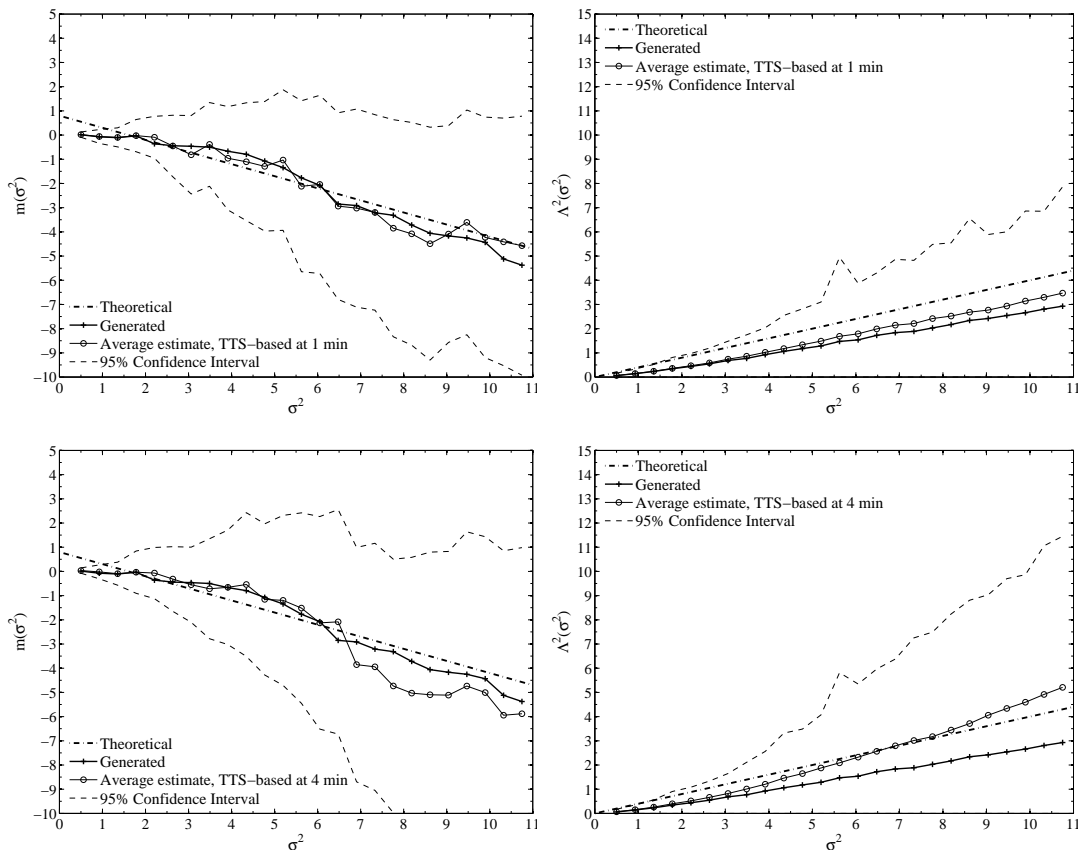 5
4
3
2
1
0
−1
−2
−3
−4
−5
−6
−7
−8
−9
−10
m(σ²)
Theoretical
Generated
Average estimate, TTS−based at 1 min
95% Confidence Interval
0 1 2 3 4 5 6 7 8 9 10 11
σ²
15
14
13
12
11
10
9
8
7
6
5
4
3
2
1
0
Λ²(σ²)
Theoretical
Generated
Average estimate, TTS−based at 1 min
95% Confidence Interval
0 1 2 3 4 5 6 7 8 9 10 11
σ²
5
4
3
2
1
0
−1
−2
−3
−4
−5
−6
−7
−8
−9
−10
m(σ²)
Theoretical
Generated
Average estimate, TTS−based at 4 min
95% Confidence Interval
0 1 2 3 4 5 6 7 8 9 10 11
σ²
15
14
13
12
11
10
9
8
7
6
5
4
3
2
1
0
Λ²(σ²)
Theoretical
Generated
Average estimate, TTS−based at 4 min
95% Confidence Interval
0 1 2 3 4 5 6 7 8 9 10 11
σ²